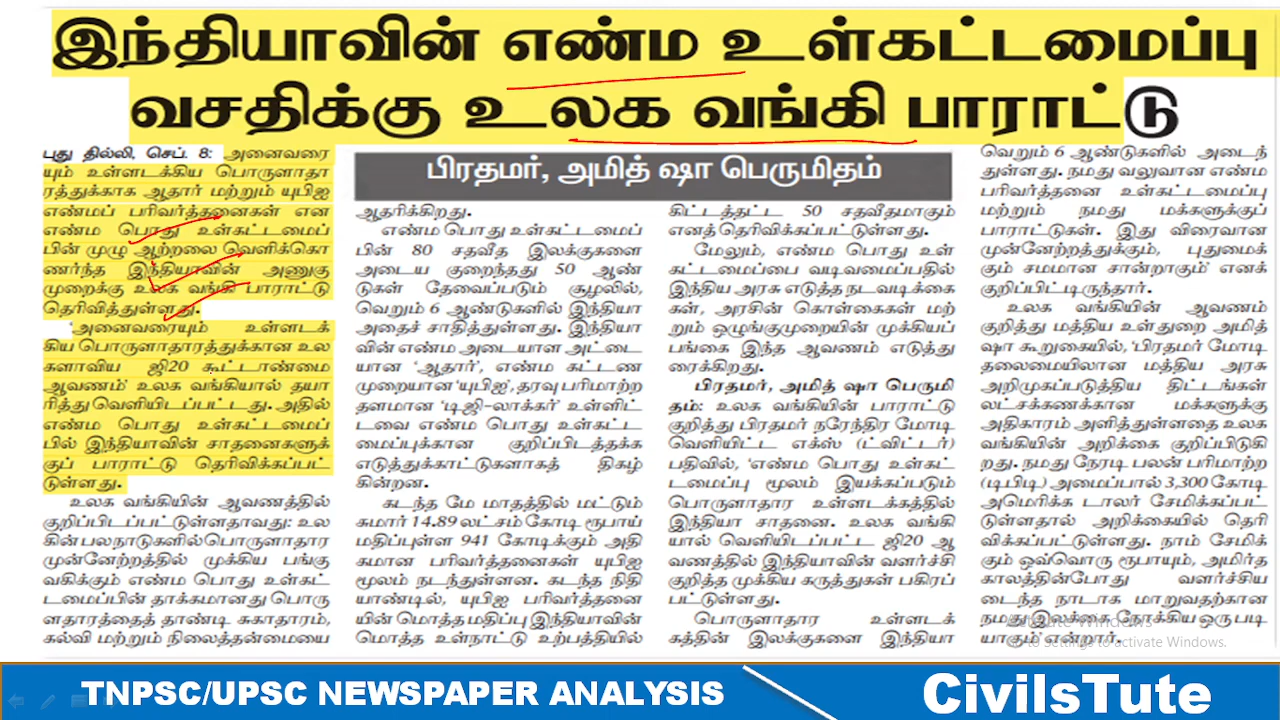 இந்தியாவின் எண்ம உள்கட்டமைப்பு
வசதிக்கு உலக வங்கி பாராட்டு
பிரதமர், அமித் ஷா பெருமிதம்
புது தில்லி, செப். 8: அனைவரை
யும் உள்ளடக்கிய பொருளாதா
ரத்துக்காக ஆதார் மற்றும் யுபிஐ
எண்மப் பரிவர்த்தனைகள் என
எண்ம பொது உள்கட்டமைப்
பின் முழு ஆற்றலை வெளிக்கொ
ணர்ந்த இந்தியாவின் அணுகு
முறைக்கு உலக வங்கி பாராட்டு
தெரிவித்துள்ளது.
'அனைவரையும் உள்ளடக்
கிய பொருளாதாரத்துக்கான உல
களாவிய ஜி20 கூட்டாண்மை
ஆவணம்' உலக வங்கியால் தயா
ரித்து வெளியிடப்பட்டது. அதில்
எண்ம பொது உள்கட்டமைப்
பில் இந்தியாவின் சாதனைகளுக்
குப் பாராட்டு தெரிவிக்கப்பட்
டுள்ளது.
உலக வங்கியின் ஆவணத்தில்
குறிப்பிடப்பட்டுள்ளதாவது: உல
கின் பல நாடுகளில் பொருளாதார
முன்னேற்றத்தில் முக்கிய பங்கு
வகிக்கும் எண்ம பொது உள்கட்
டமைப்பின் தாக்கமானது பொரு
ளாதாரத்தைத் தாண்டி சுகாதாரம்,
கல்வி மற்றும் நிலைத்தன்மையை
ஆதரிக்கிறது.
எண்ம பொது உள்கட்டமைப்
பின் 80 சதவீத இலக்குகளை
அடைய குறைந்தது 50 ஆண்
டுகள் தேவைப்படும் சூழலில்,
வெறும் 6 ஆண்டுகளில் இந்தியா
அதைச் சாதித்துள்ளது. இந்தியா
வின் எண்ம அடையாள அட்டை
யான 'ஆதார்', எண்ம கட்டண
முறையான 'யுபிஐ', தரவு பரிமாற்ற
தளமான 'டிஜி-லாக்கர்' உள்ளிட்
டவை எண்ம பொது உள்கட்ட
மைப்புக்கான குறிப்பிடத்தக்க
எடுத்துக்காட்டுகளாகத் திகழ்
கின்றன.
கடந்த மே மாதத்தில் மட்டும்
சுமார் 14.89 லட்சம் கோடி ரூபாய்
மதிப்புள்ள 941 கோடிக்கும் அதி
கமான பரிவர்த்தனைகள் யுபிஐ
மூலம் நடந்துள்ளன. கடந்த நிதி
யாண்டில், யுபிஐ பரிவர்த்தனை
யின் மொத்த மதிப்பு இந்தியாவின்
மொத்த உள்நாட்டு உற்பத்தியில்
கிட்டத்தட்ட 50 சதவீதமாகும்
எனத் தெரிவிக்கப்பட்டுள்ளது.
மேலும், எண்ம பொது உள்
கட்டமைப்பை வடிவமைப்பதில்
இந்திய அரசு எடுத்த நடவடிக்கை
கள், அரசின் கொள்கைகள் மற்
றும் ஒழுங்குமுறையின் முக்கியப்
பங்கை இந்த ஆவணம் எடுத்து
ரைக்கிறது.
பிரதமர், அமித் ஷா பெருமி
தம்: உலக வங்கியின் பாராட்டு
குறித்து பிரதமர் நரேந்திர மோடி
வெளியிட்ட எக்ஸ் (ட்விட்டர்)
பதிவில், 'எண்ம பொது உள்கட்
டமைப்பு மூலம் இயக்கப்படும்
பொருளாதார உள்ளடக்கத்தில்
இந்தியா சாதனை. உலக வங்கி
யால் வெளியிடப்பட்ட ஜி20 ஆ
வணத்தில் இந்தியாவின் வளர்ச்சி
குறித்த முக்கிய கருத்துகள் பகிரப்
பட்டுள்ளது.
பொருளாதார உள்ளடக்
கத்தின் இலக்குகளை இந்தியா
வெறும் 6 ஆண்டுகளில் அடைந்
துள்ளது. நமது வலுவான எண்ம
பரிவர்த்தனை உள்கட்டமைப்பு
மற்றும் நமது மக்களுக்குப்
பாராட்டுகள். இது விரைவான
முன்னேற்றத்துக்கும், புதுமைக்
கும் சமமான சான்றாகும்' எனக்
குறிப்பிட்டிருந்தார்.
உலக வங்கியின் ஆவணம்
குறித்து மத்திய உள்துறை அமித்
ஷா கூறுகையில், 'பிரதமர் மோடி
தலைமையிலான மத்திய அரசு
அறிமுகப்படுத்திய திட்டங்கள்
லட்சக்கணக்கான மக்களுக்கு
அதிகாரம் அளித்துள்ளதை உலக
வங்கியின் அறிக்கை குறிப்பிடுகி
றது. நமது நேரடி பலன் பரிமாற்ற
(டிபிடி) அமைப்பால் 3,300 கோடி
அமெரிக்க டாலர் சேமிக்கப்பட்
டுள்ளதால் அறிக்கையில் தெரி
விக்கப்பட்டுள்ளது. நாம் சேமிக்
கும் ஒவ்வொரு ரூபாயும், அமிர்த
காலத்தின்போது வளர்ச்சிய
டைந்த நாடாக மாறுவதற்கான
நமது இலக்கை நோக்கிய ஒரு படி
யாகும்' என்றார்.
Activate Windows
Go to Settings to activate Windows.
TNPSC/UPSC NEWSPAPER ANALYSIS
CivilsTute